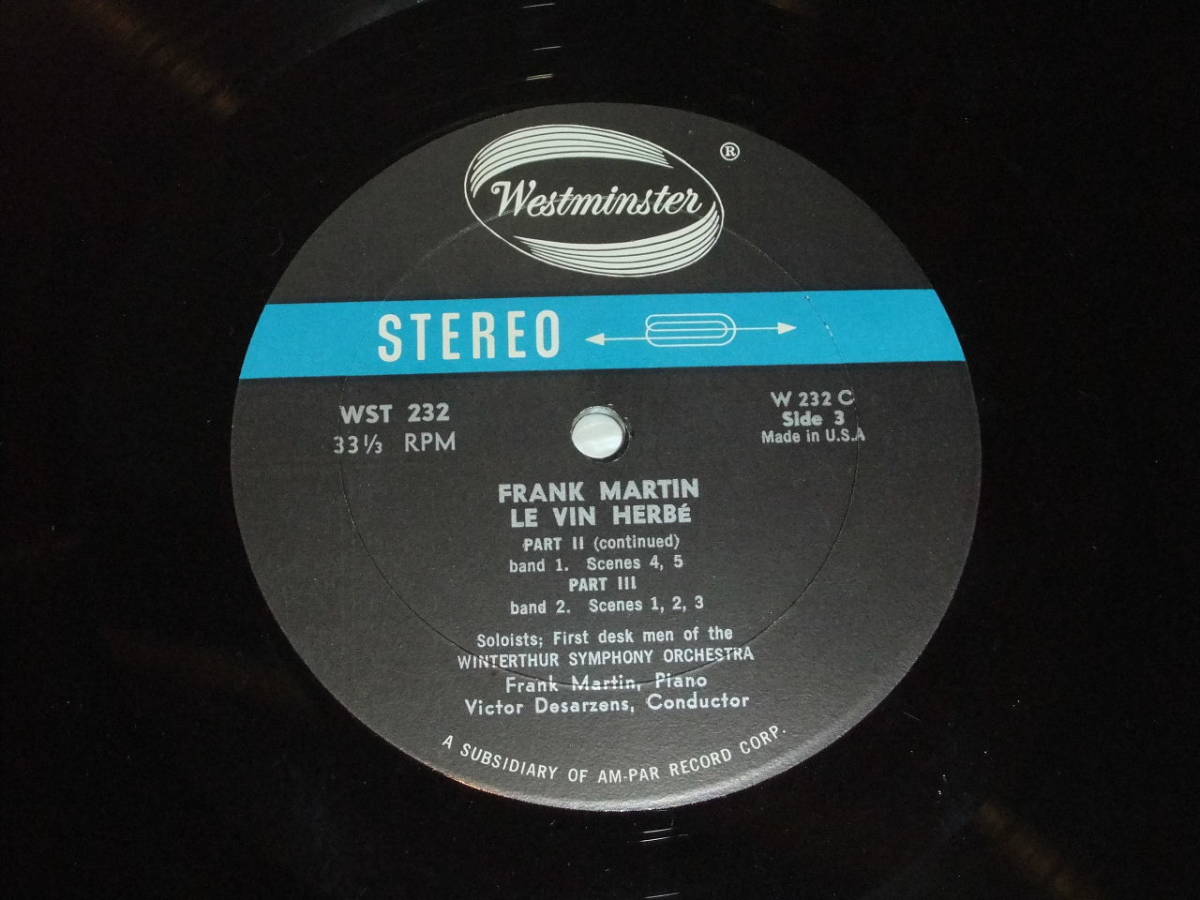 Westminster ®
STEREO
WST 232
33⅓ RPM
W 232 C
Side 3
Made in U.S.A
FRANK MARTIN
LE VIN HERBé
PART II (continued)
band 1. Scenes 4, 5
PART III
band 2. Scenes 1, 2, 3
Soloists; First desk men of the
WINTERTHUR SYMPHONY ORCHESTRA
Frank Martin, Piano
Victor Desarzens, Conductor
A SUBSIDIARY OF AM-PAR RECORD CORP.